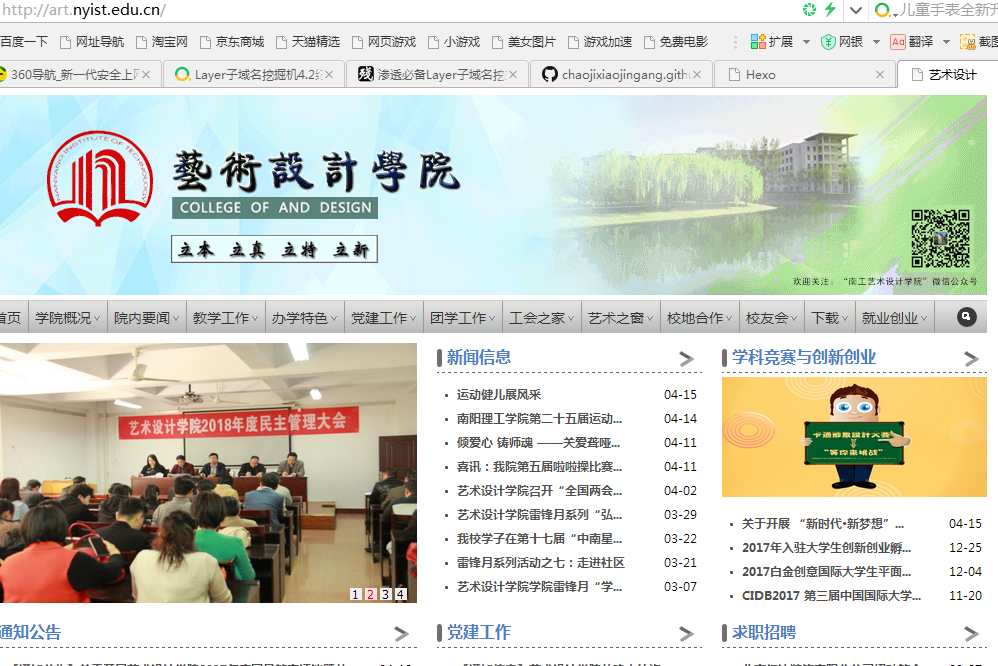 http://art.nyist.edu.cn/
儿童手表全新升
百度一下 网址导航 淘宝网 京东商城 天猫精选 网页游戏 小游戏 美女图片 游戏加速 免费电影 扩展 网银 Aa 翻译 截图
360导航_新一代安全上网 Layer子域名挖掘机4.2 渗透必备Layer子域名挖 chaojixiaojingang.gith Hexo 艺术设计
NANYANG INSTITUTE OF TECHNOLOGY
藝術設計學院
COLLEGE OF AND DESIGN
立本 立真 立特 立新
欢迎关注：“南工艺术设计学院”微信公众号
首页 学院概况 院内要闻 教学工作 办学特色 党建工作 团学工作 工会之家 艺术之窗 校地合作 校友会 下载 就业创业
艺术设计学院2018年度民主管理大会
1 2 3 4
新闻信息
运动健儿展风采 04-15
南阳理工学院第二十五届运动... 04-14
倾爱心 铸师魂 ——关爱聋哑... 04-11
喜讯：我院第五届啦啦操比赛... 04-11
艺术设计学院召开“全国两会... 04-02
艺术设计学院雷锋月系列“弘... 03-29
我校学子在第十七届“中南星... 03-22
雷锋月系列活动之七：走进社区 03-21
艺术设计学院学院雷锋月“学... 03-07
学科竞赛与创新创业
卡通形象設計大賽
“等你來挑战”
关于开展 “新时代·新梦想”... 04-15
2017年入驻大学生创新创业孵... 12-25
2017白金创意国际大学生平面... 12-04
CIDB2017 第三届中国国际大学... 11-20
通知公告
党建工作
求职招聘